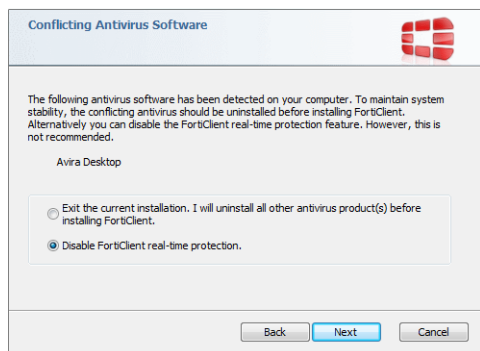 Conflicting Antivirus Software
The following antivirus software has been detected on your computer. To maintain system
stability, the conflicting antivirus should be uninstalled before installing FortiClient.
Alternatively you can disable the FortiClient real-time protection feature. However, this is
not recommended.
Avira Desktop
Exit the current installation. I will uninstall all other antivirus product(s) before
installing FortiClient.
Disable FortiClient real-time protection.
Back Next Cancel